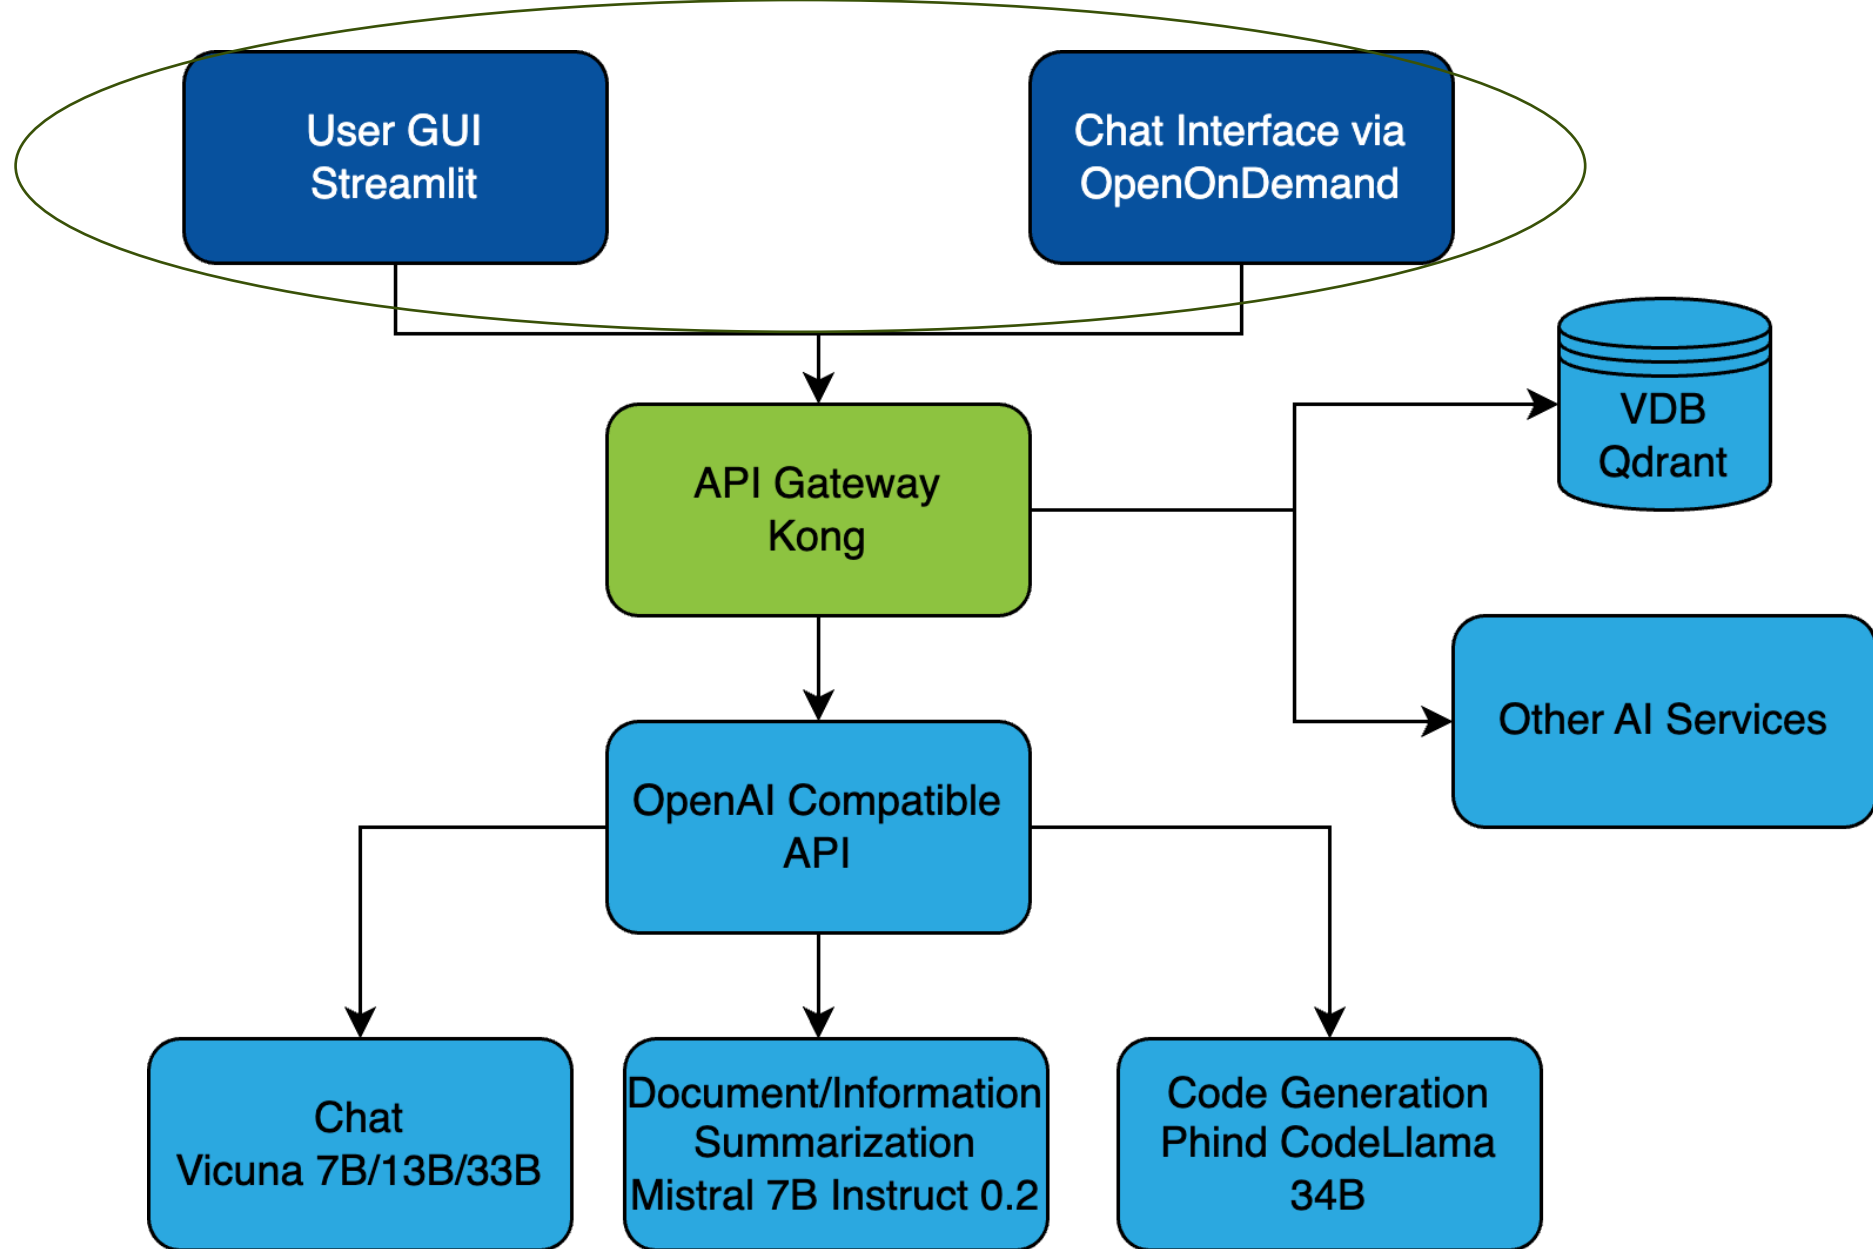 User GUI
Streamlit
Chat Interface via
OpenOnDemand
VDB
Qdrant
API Gateway
Kong
Other AI Services
OpenAI Compatible
API
Chat
Vicuna 7B/13B/33B
Document/Information
Summarization
Mistral 7B Instruct 0.2
Code Generation
Phind CodeLlama
34B